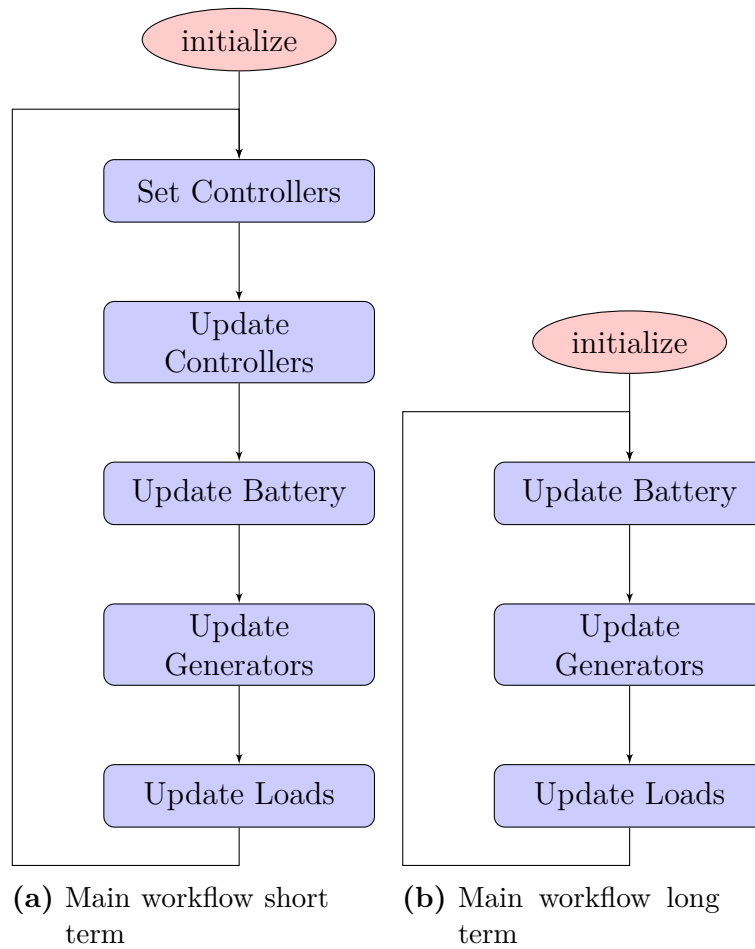 initialize
Set Controllers
Update
Controllers
Update Battery
Update
Generators
Update Loads
(a) Main workflow short
term
initialize
Update Battery
Update
Generators
Update Loads
(b) Main workflow long
term